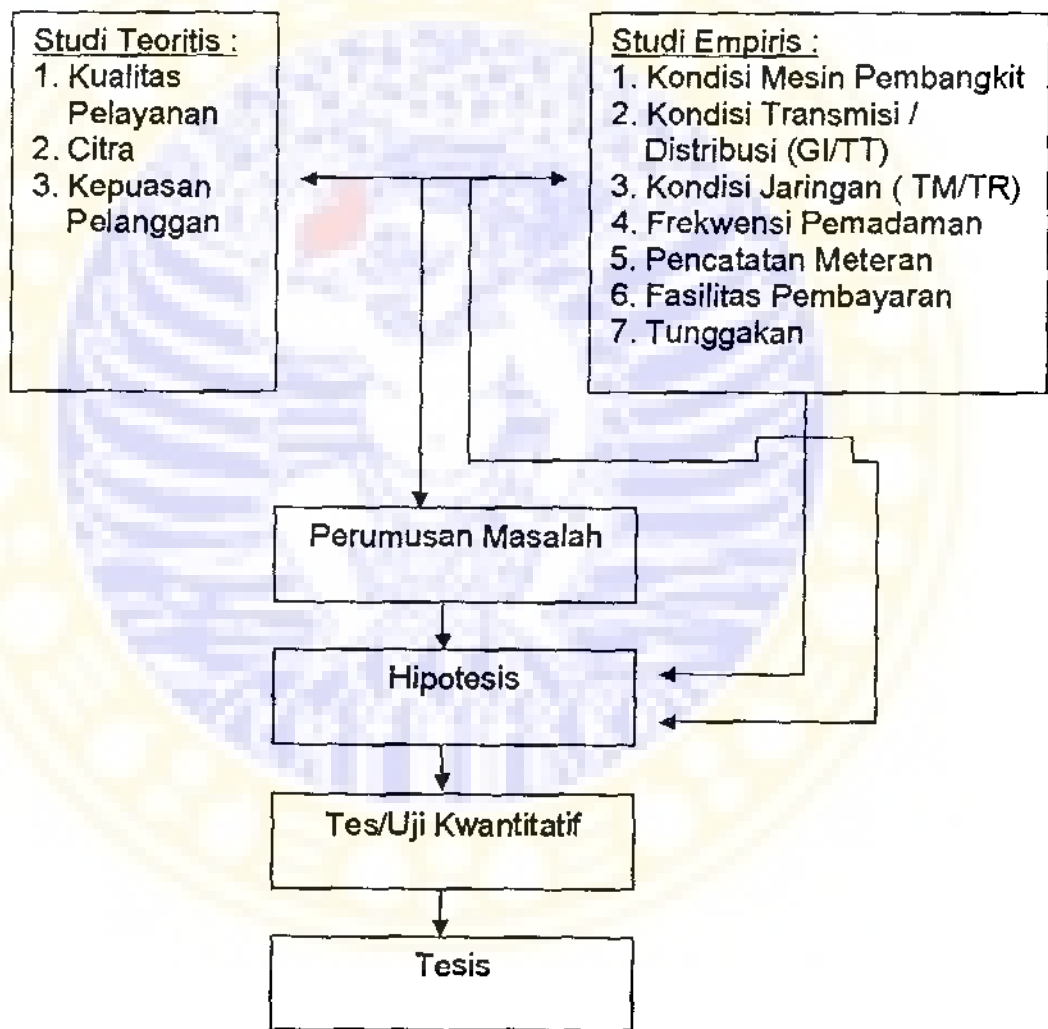 Studi Teoritis :
1. Kualitas
Pelayanan
2. Citra
3. Kepuasan
Pelanggan
Studi Empiris :
1. Kondisi Mesin Pembangkit
2. Kondisi Transmisi /
Distribusi (GI/TT)
3. Kondisi Jaringan ( TM/TR)
4. Frekwensi Pemadaman
5. Pencatatan Meteran
6. Fasilitas Pembayaran
7. Tunggakan
Perumusan Masalah
Hipotesis
Tes/Uji Kwantitatif
Tesis